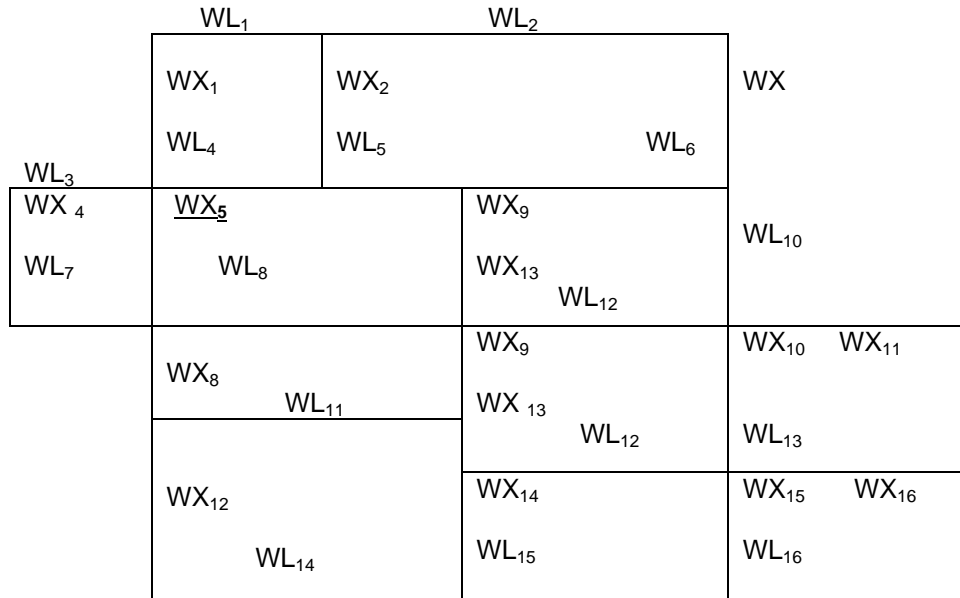 WL₁ WL₂
WX₁ WX₂ WX
WL₄ WL₅ WL₆
WL₃
WX ₄ WX₅ WX₉
WL₁₀
WL₇ WL₈ WX₁₃
WL₁₂
WX₉ WX₁₀ WX₁₁
WX₈
WL₁₁ WX ₁₃
WL₁₂ WL₁₃
WX₁₂ WX₁₄ WX₁₅ WX₁₆
WL₁₄ WL₁₅ WL₁₆